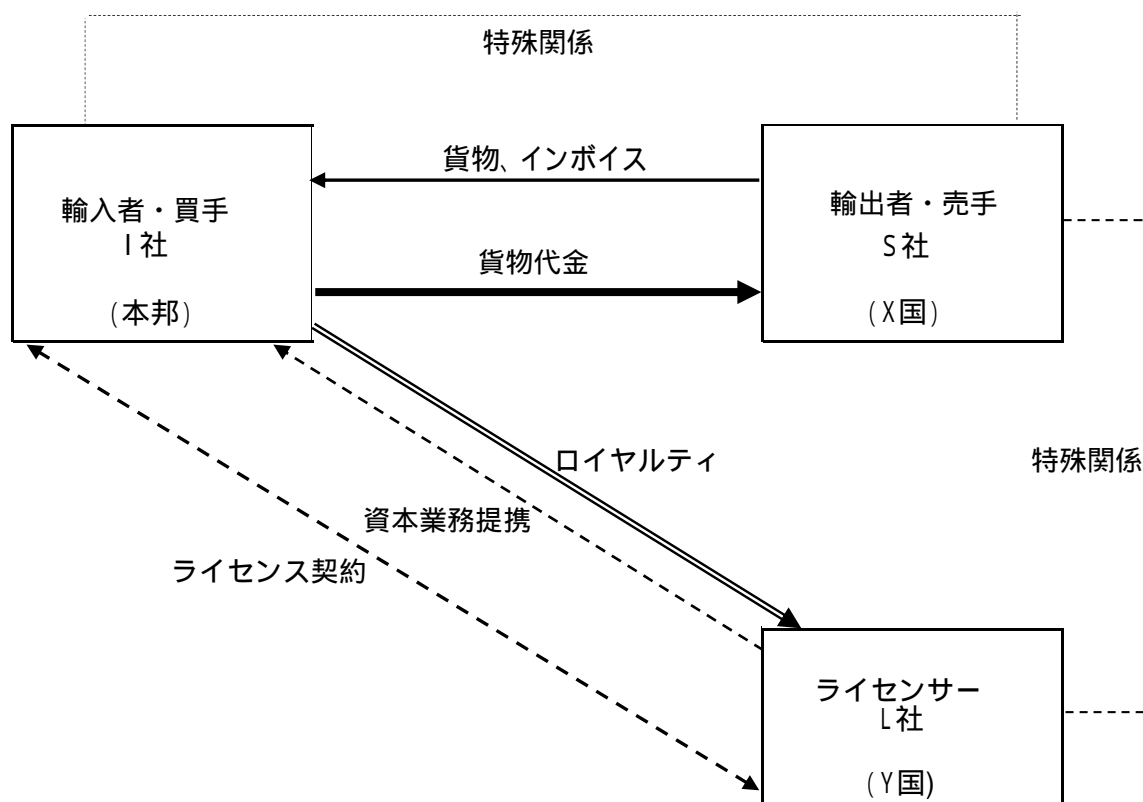 特殊関係
貨物、インボイス
輸入者・買手
I社
(本邦)
輸出者・売手
S社
(X国)
貨物代金
ロイヤルティ
特殊関係
資本業務提携
ライセンス契約
ライセンサー
L社
(Y国)